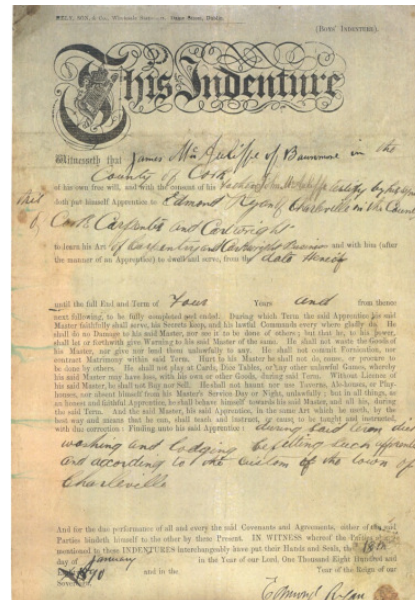 HELY, SON, & Co., Wholesale Stationers, Dame Street, Dublin.
(BOYS' INDENTURE).
This Indenture
Witnesseth that James McAuliffe of in the
County of Cork
of his own free will, and with the consent of his father John McAuliffe by his
doth put himself Apprentice to Edmond Ryan of Charleville in the County
of Cork Carpenter and Cartwright
to learn his Art of Carpentry and Cartwright Business and with him (after
the manner of an Apprentice) to dwell and serve, from the date hereof
until the full End and Term of Four Years and from thence
next following, to be fully completed and ended. During which Term the said Apprentice his said
Master faithfully shall serve, his Secrets keep, and his lawful Commands every where gladly do. He
shall do no Damage to his said Master, nor see it to be done of others; but that he, to his power,
shall let or forthwith give Warning to his said Master of the same. He shall not waste the Goods of
his Master, nor give nor lend them unlawfully to any. He shall not commit Fornication, nor
contract Matrimony within said Term. Hurt to his Master he shall not do, cause, or procure to
be done by others. He shall not play at Cards, Dice Tables, or any other unlawful Games, whereby
his said Master may have loss, with his own or other Goods, during said Term. Without License of
his said Master, he shall not Buy nor Sell. He shall not haunt nor use Taverns, Ale-houses, or Play-
houses, nor absent himself from his Master's Service Day or Night, unlawfully; but in all things, as
an honest and faithful Apprentice, he shall behave himself towards his said Master, and all his, during
the said Term. And the said Master, his said Apprentice, in the same Art which he useth, by the
best way and means that he can, shall teach and instruct, or cause to be taught and instructed,
with due correction: Finding unto his said Apprentice: during said term diet
washing and lodging befitting such apprentice
and according to the custom of the town of
Charleville
And for the due performance of all and every the said Covenants and Agreements, either of the said
Parties bindeth himself to the other by these Present. IN WITNESS whereof the Parties above
mentioned to these INDENTURES interchangeably have put their Hands and Seals, the 18th
day of January in the Year of our Lord, One Thousand Eight Hundred and
1890 and in the Year of the Reign of our
Sovereign
Edmond Ryan